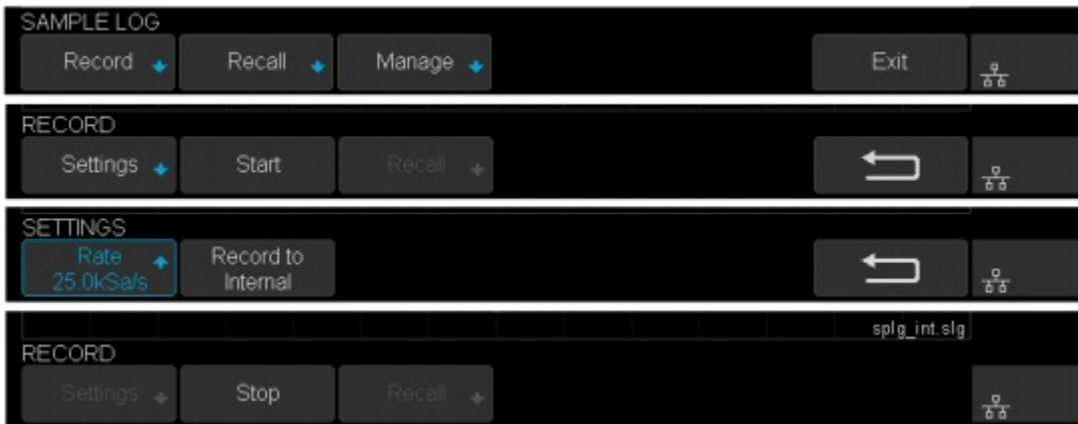 SAMPLE LOG
Record Recall Manage Exit
RECORD
Settings Start Recall
SETTINGS
Rate Record to
25.0kSa/s Internal
splg_int.slg
RECORD
Settings Stop Recall